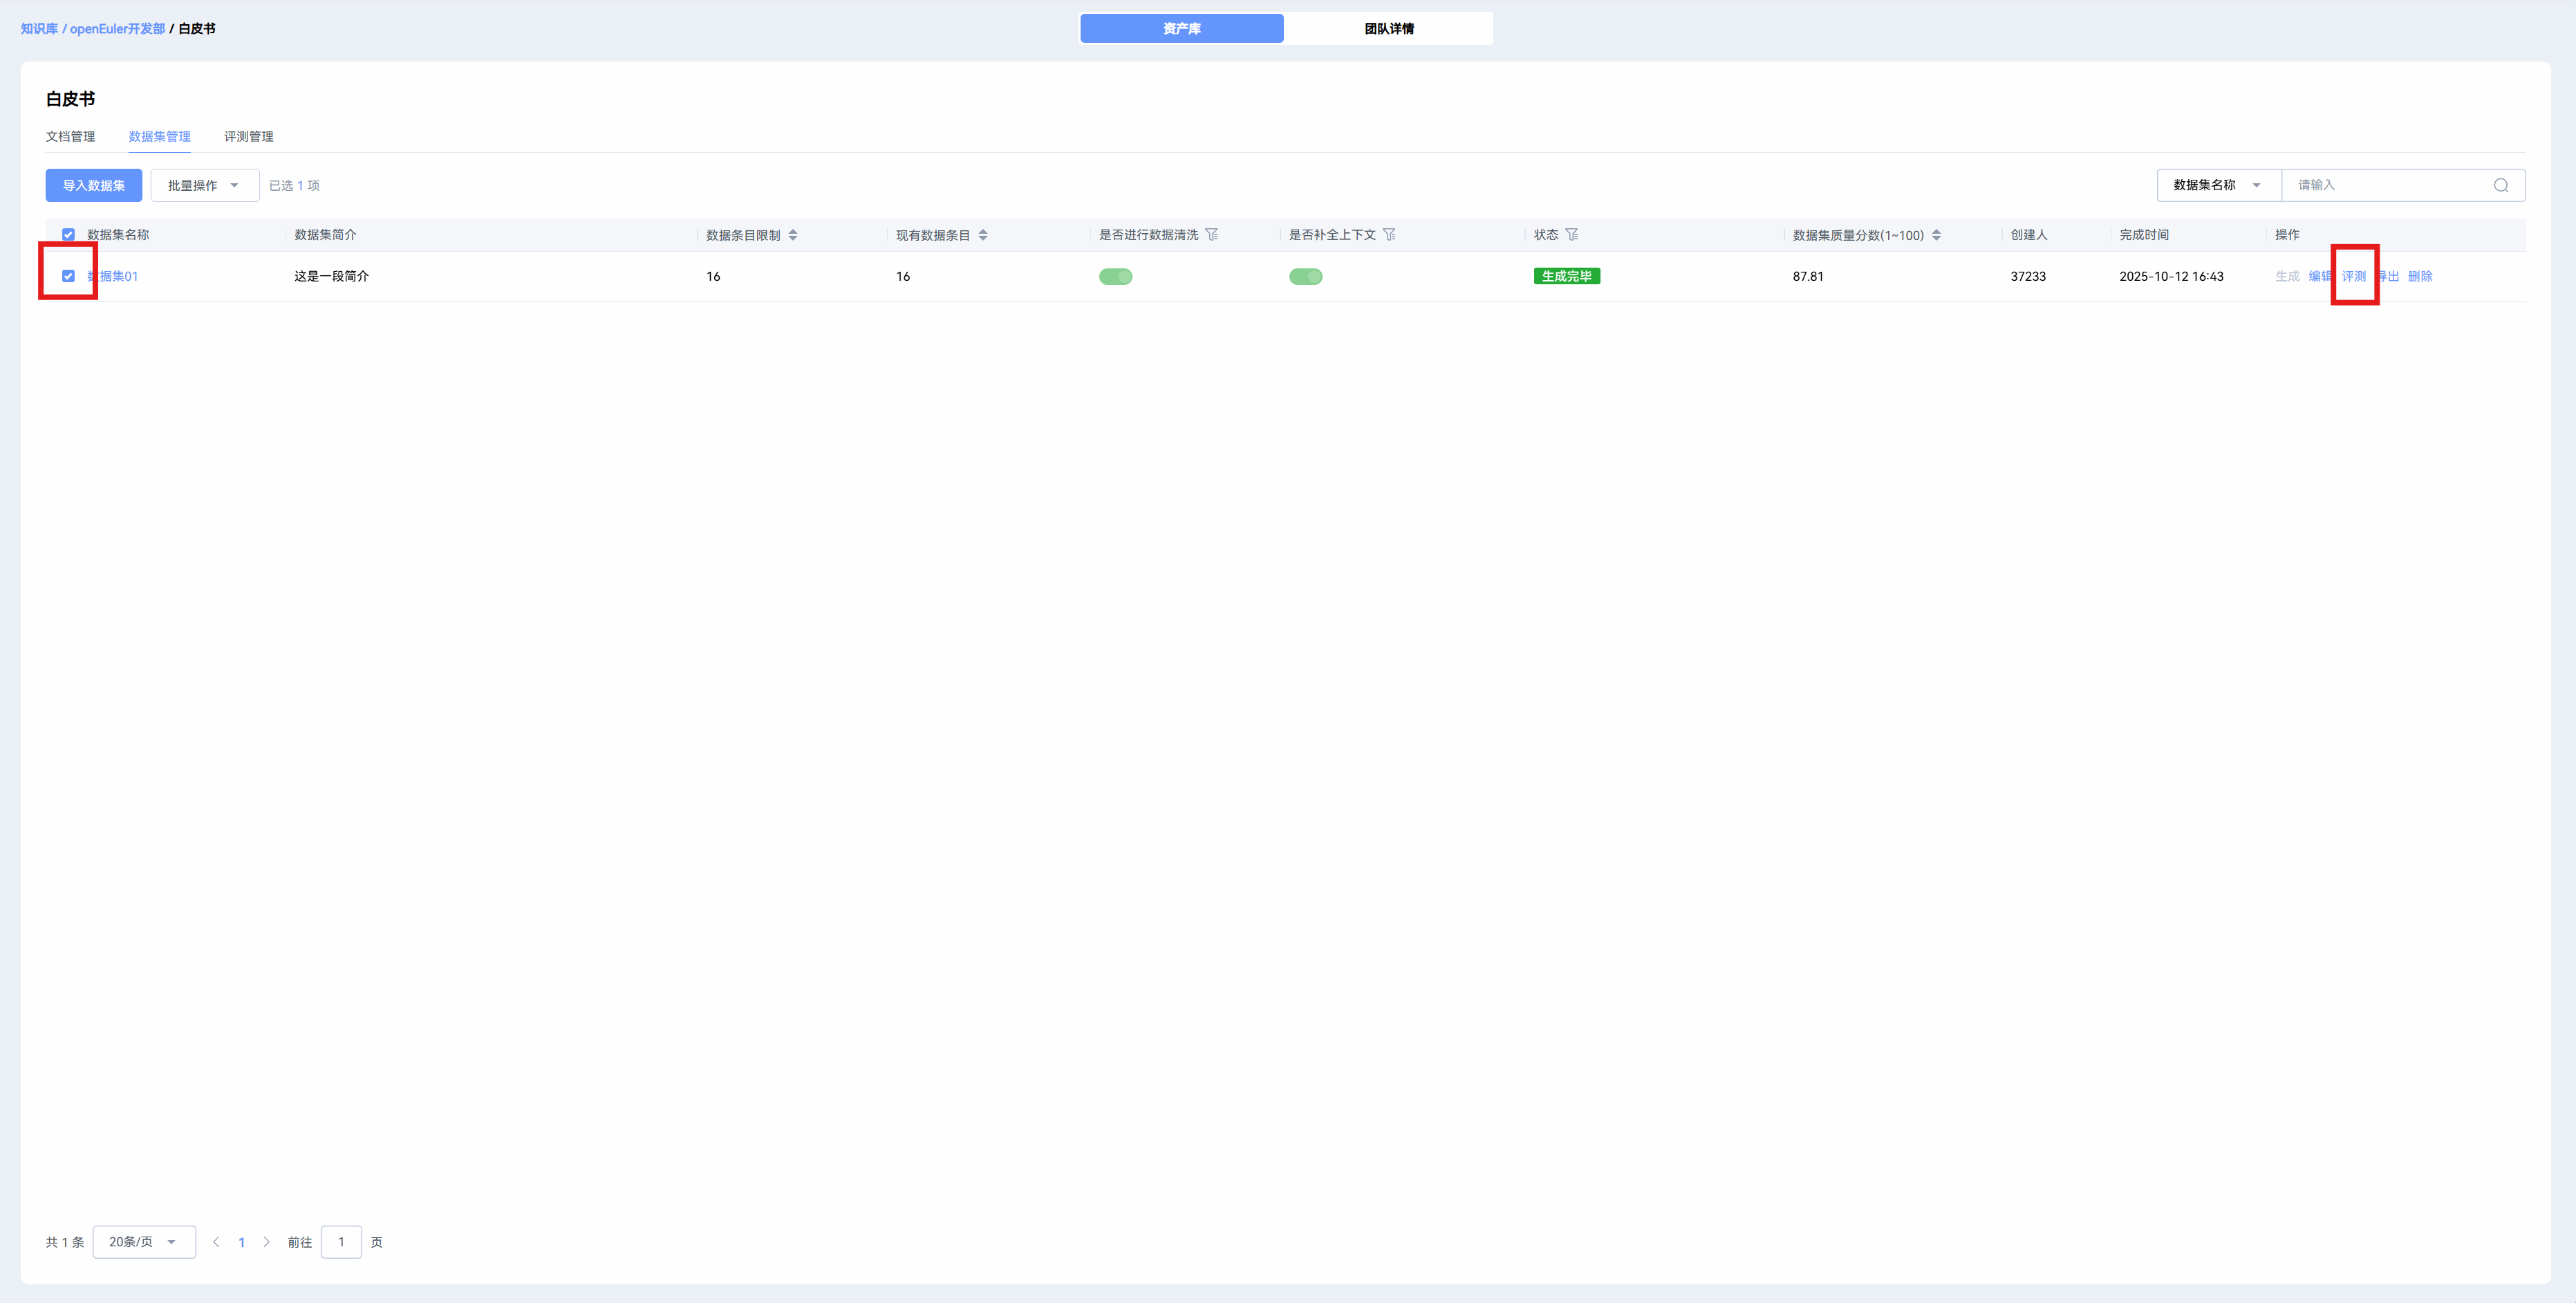 知识库 / openEuler开发部 / 白皮书
资产库
团队详情
白皮书
文档管理 数据集管理 评测管理
导入数据集 批量操作 已选 1 项
数据集名称 请输入
数据集名称 数据集简介 数据条目限制 现有数据条目 是否进行数据清洗 是否补全上下文 状态 数据集质量分数(1~100) 创建人 完成时间 操作
数据集01 这是一段简介 16 16 生成完毕 87.81 37233 2025-10-12 16:43 生成 编辑 评测 导出 删除
共 1 条 20条/页 1 前往 1 页